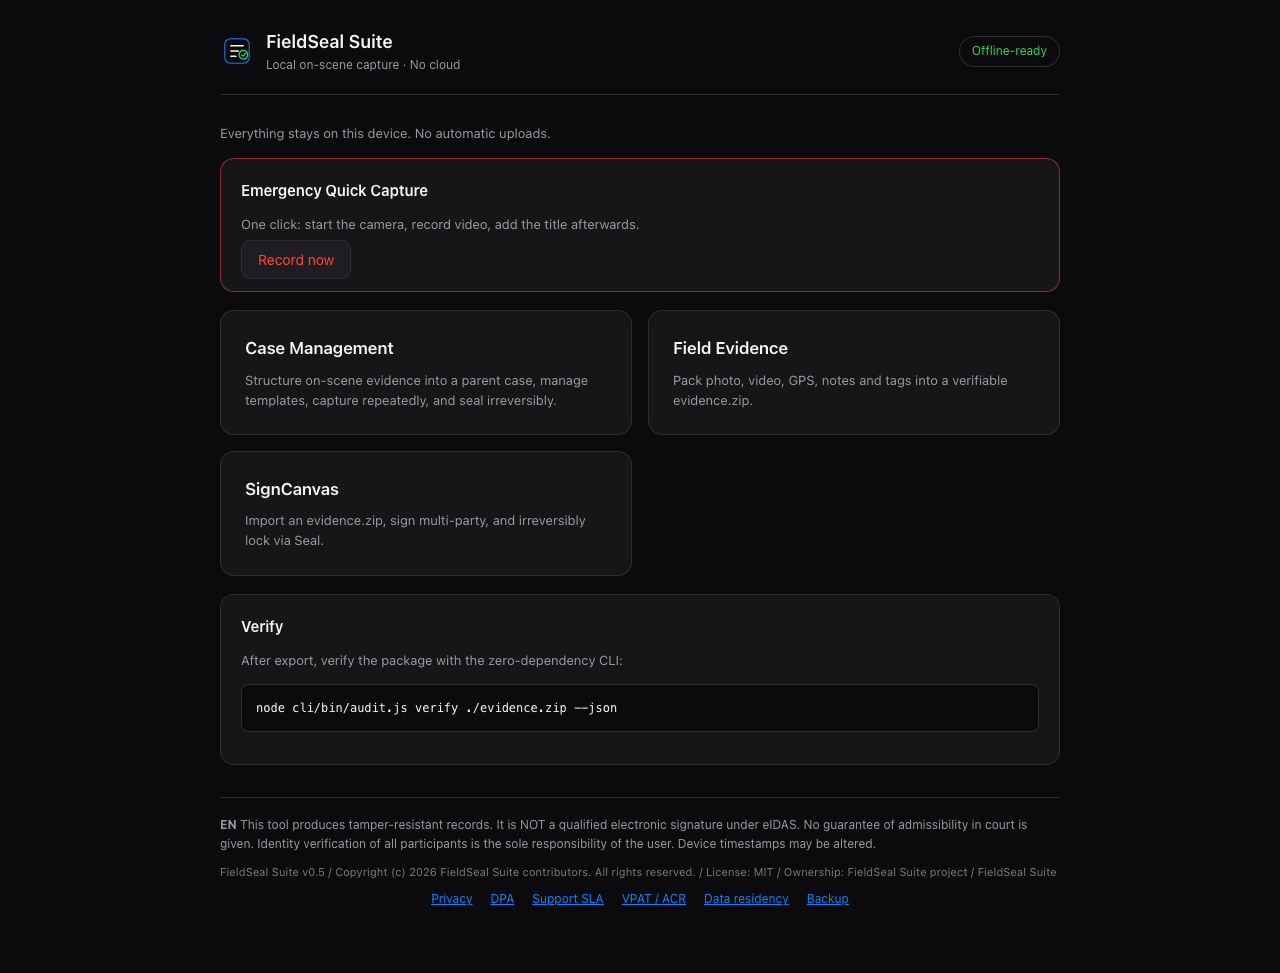 FieldSeal Suite
Local on-scene capture · No cloud
Offline-ready
Everything stays on this device. No automatic uploads.
Emergency Quick Capture
One click: start the camera, record video, add the title afterwards.
Record now
Case Management
Structure on-scene evidence into a parent case, manage
templates, capture repeatedly, and seal irreversibly.
Field Evidence
Pack photo, video, GPS, notes and tags into a verifiable
evidence.zip.
SignCanvas
Import an evidence.zip, sign multi-party, and irreversibly
lock via Seal.
Verify
After export, verify the package with the zero-dependency CLI:
node cli/bin/audit.js verify ./evidence.zip --json
EN This tool produces tamper-resistant records. It is NOT a qualified electronic signature under eIDAS. No guarantee of admissibility in court is
given. Identity verification of all participants is the sole responsibility of the user. Device timestamps may be altered.
FieldSeal Suite v0.5 / Copyright (c) 2026 FieldSeal Suite contributors. All rights reserved. / License: MIT / Ownership: FieldSeal Suite project / FieldSeal Suite
Privacy DPA Support SLA VPAT / ACR Data residency Backup